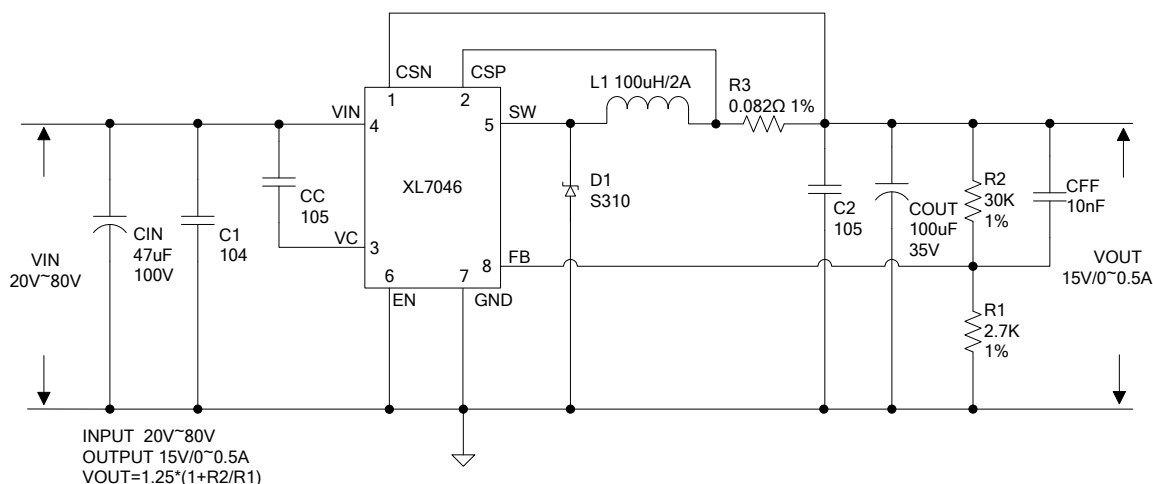 CSN
CSP
L1 100uH/2A
R3
0.082Ω 1%
VIN
1
2
SW
4
5
XL7046
CC
105
D1
S310
R2
30K
1%
CFF
10nF
CIN
47uF
100V
C1
104
C2
105
COUT
100uF
35V
VC
3
8
FB
VIN
20V~80V
VOUT
15V/0~0.5A
6
7
EN
GND
R1
2.7K
1%
INPUT 20V~80V
OUTPUT 15V/0~0.5A
VOUT=1.25*(1+R2/R1)